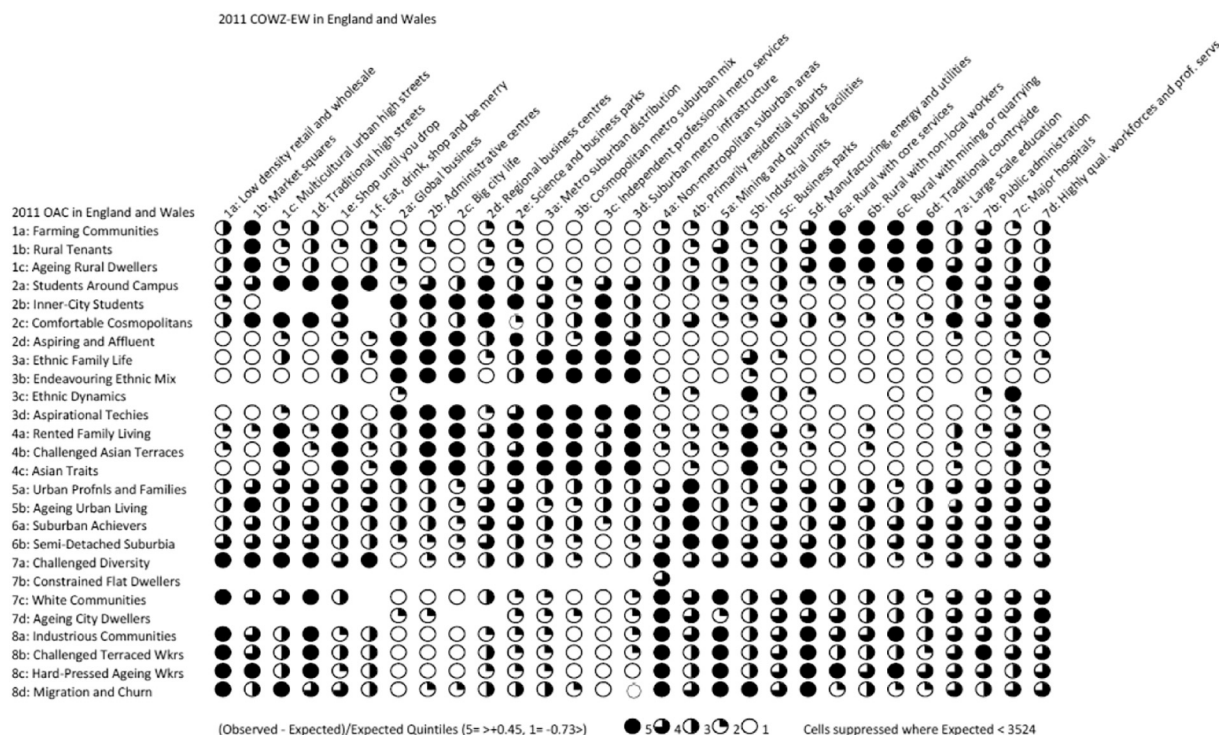 2011 COWZ-EW in England and Wales
1a: Low density retail and wholesale
1b: Market squares
1c: Multicultural urban high streets
1d: Traditional high streets
1e: Shop until you drop
1f: Eat, drink, shop and be merry
2a: Global business
2b: Administrative centres
2c: Big city life
2d: Regional business centres
2e: Science and business parks
3a: Metro suburban distribution
3b: Cosmopolitan metro suburban mix
3c: Independent professional metro services
3d: Suburban metro infrastructure
4a: Non-metropolitan suburban areas
4b: Primarily residential suburbs
5a: Mining and quarrying facilities
5b: Industrial units
5c: Business parks
5d: Manufacturing, energy and utilities
6a: Rural with core services
6b: Rural with non-local workers
6c: Rural with mining or quarrying
6d: Traditional countryside
7a: Large scale education
7b: Public administration
7c: Major hospitals
7d: Highly qual. workforces and prof. servs
2011 OAC in England and Wales
1a: Farming Communities
1b: Rural Tenants
1c: Ageing Rural Dwellers
2a: Students Around Campus
2b: Inner-City Students
2c: Comfortable Cosmopolitans
2d: Aspiring and Affluent
3a: Ethnic Family Life
3b: Endeavouring Ethnic Mix
3c: Ethnic Dynamics
3d: Aspirational Techies
4a: Rented Family Living
4b: Challenged Asian Terraces
4c: Asian Traits
5a: Urban Profnls and Families
5b: Ageing Urban Living
6a: Suburban Achievers
6b: Semi-Detached Suburbia
7a: Challenged Diversity
7b: Constrained Flat Dwellers
7c: White Communities
7d: Ageing City Dwellers
8a: Industrious Communities
8b: Challenged Terraced Wkrs
8c: Hard-Pressed Ageing Wkrs
8d: Migration and Churn
(Observed - Expected)/Expected Quintiles (5= >+0.45, 1= -0.73>) 5 4 3 2 1 Cells suppressed where Expected < 3524